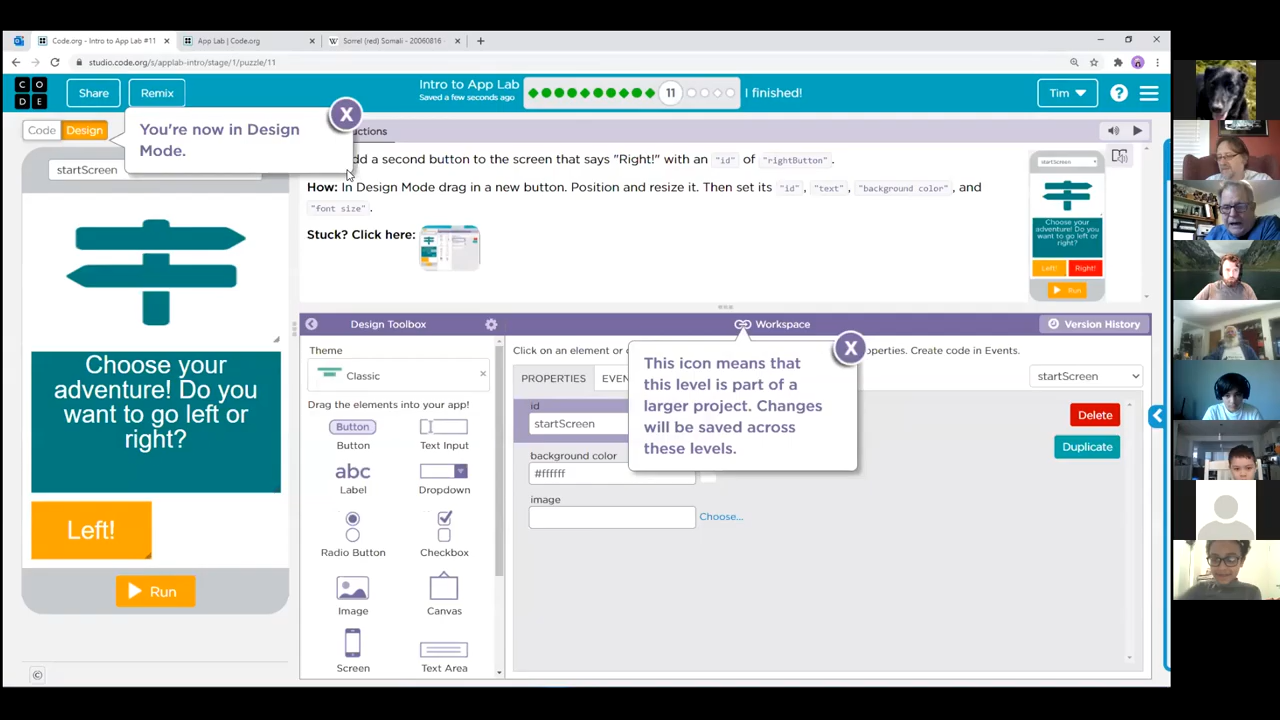 Code.org - Intro to App Lab #11
App Lab | Code.org
Sorrel (red) Somali - 20060816
studio.code.org/s/applab-intro/stage/1/puzzle/11
C O
D E
Share
Remix
Intro to App Lab
Saved a few seconds ago
11
I finished!
Tim
?
Code
Design
You're now in Design
Mode.
X
startScreen
dd a second button to the screen that says "Right!" with an "id" of "rightButton".
How: In Design Mode drag in a new button. Position and resize it. Then set its "id", "text", "background color", and
"font size".
Stuck? Click here:
startScreen
Choose your
adventure! Do you
want to go left or
right?
Left!
Right!
Run
Choose your
adventure! Do you
want to go left or
right?
Left!
Run
Design Toolbox
Workspace
Version History
Theme
Classic
Drag the elements into your app!
Button
Button
Text Input
abc
Label
Dropdown
Radio Button
Checkbox
Image
Canvas
Screen
Text Area
Click on an element or
operties. Create code in Events.
PROPERTIES
EVEN
startScreen
id
startScreen
background color
#ffffff
image
Choose...
This icon means that
this level is part of a
larger project. Changes
will be saved across
these levels.
X
Delete
Duplicate
©